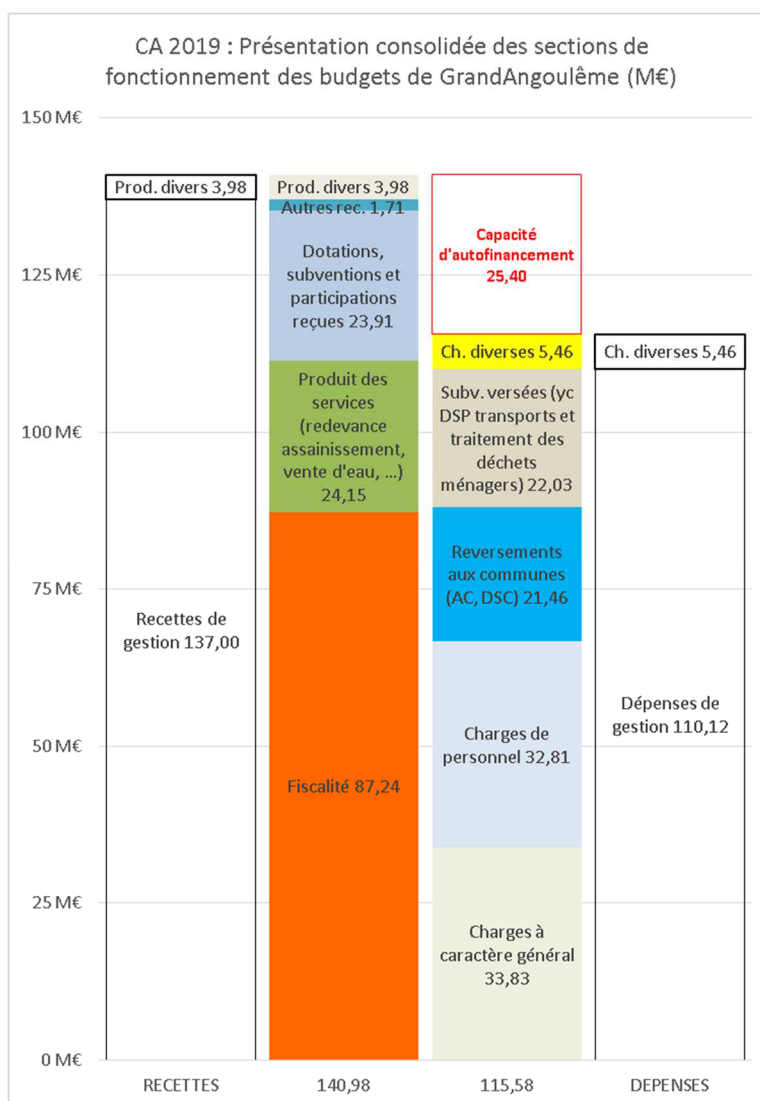 CA 2019 : Présentation consolidée des sections de
fonctionnement des budgets de GrandAngoulême (M€)
150 M€
125 M€
100 M€
75 M€
50 M€
25 M€
0 M€
Prod. divers 3,98
Recettes de
gestion 137,00
RECETTES
Prod. divers 3,98
Autres rec. 1,71
Dotations,
subventions et
participations
reçues 23,91
Produit des
services
(redevance
assainissement,
vente d'eau, ...)
24,15
Fiscalité 87,24
140,98
Capacité
d'autofinancement
25,40
Ch. diverses 5,46
Subv. versées (yc
DSP transports et
traitement des
déchets
ménagers) 22,03
Reversements
aux communes
(AC, DSC) 21,46
Charges de
personnel 32,81
Charges à
caractère général
33,83
115,58
Ch. diverses 5,46
Dépenses de
gestion 110,12
DEPENSES